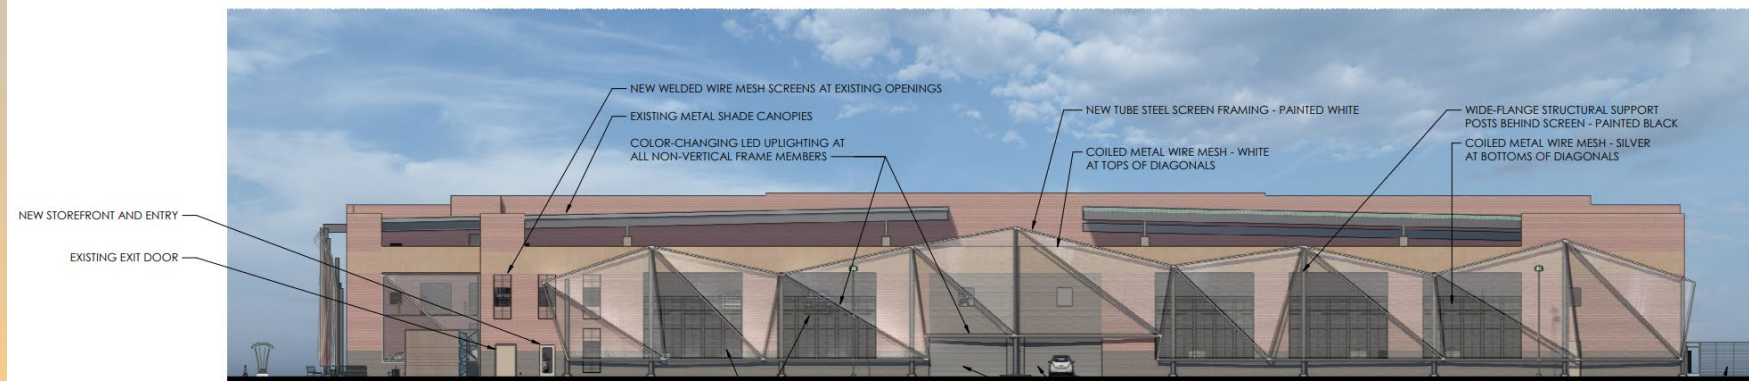 NEW WELDED WIRE MESH SCREENS AT EXISTING OPENINGS
EXISTING METAL SHADE CANOPIES
COLOR-CHANGING LED UPLIGHTING AT
ALL NON-VERTICAL FRAME MEMBERS
NEW TUBE STEEL SCREEN FRAMING - PAINTED WHITE
COILED METAL WIRE MESH - WHITE
AT TOPS OF DIAGONALS
WIDE-FLANGE STRUCTURAL SUPPORT
POSTS BEHIND SCREEN - PAINTED BLACK
COILED METAL WIRE MESH - SILVER
AT BOTTOMS OF DIAGONALS
NEW STOREFRONT AND ENTRY
EXISTING EXIT DOOR